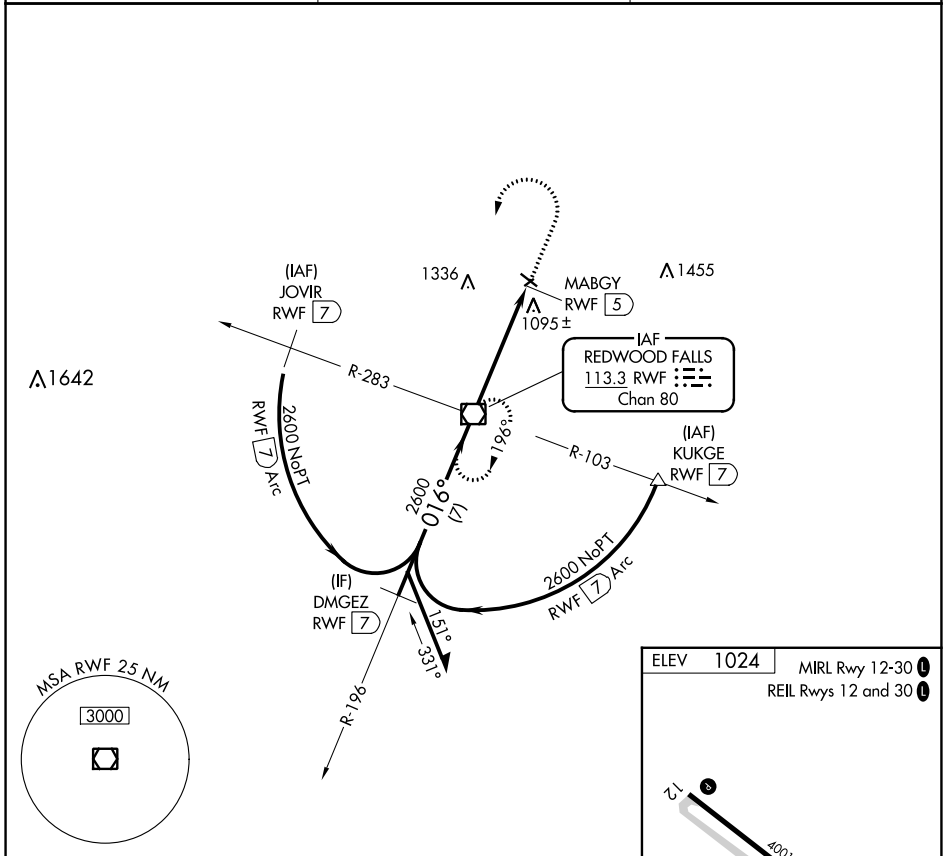 1336
1455
MABGY
RWF 5
1095 ±
(IAF)
JOVIR
RWF 7
1642
R-283
IAF
REDWOOD FALLS
113.3 RWF
Chan 80
2600 NoPT
RWF 7 Arc
196°
R-103
(IAF)
KUKGE
RWF 7
2600
016°
(7)
2600 NoPT
RWF 7 Arc
(IF)
DMGEZ
RWF 7
151°
331°
R-196
MSA RWF 25 NM
3000
ELEV 1024
MIRL Rwy 12-30 L
REIL Rwys 12 and 30 L
12
P
4001